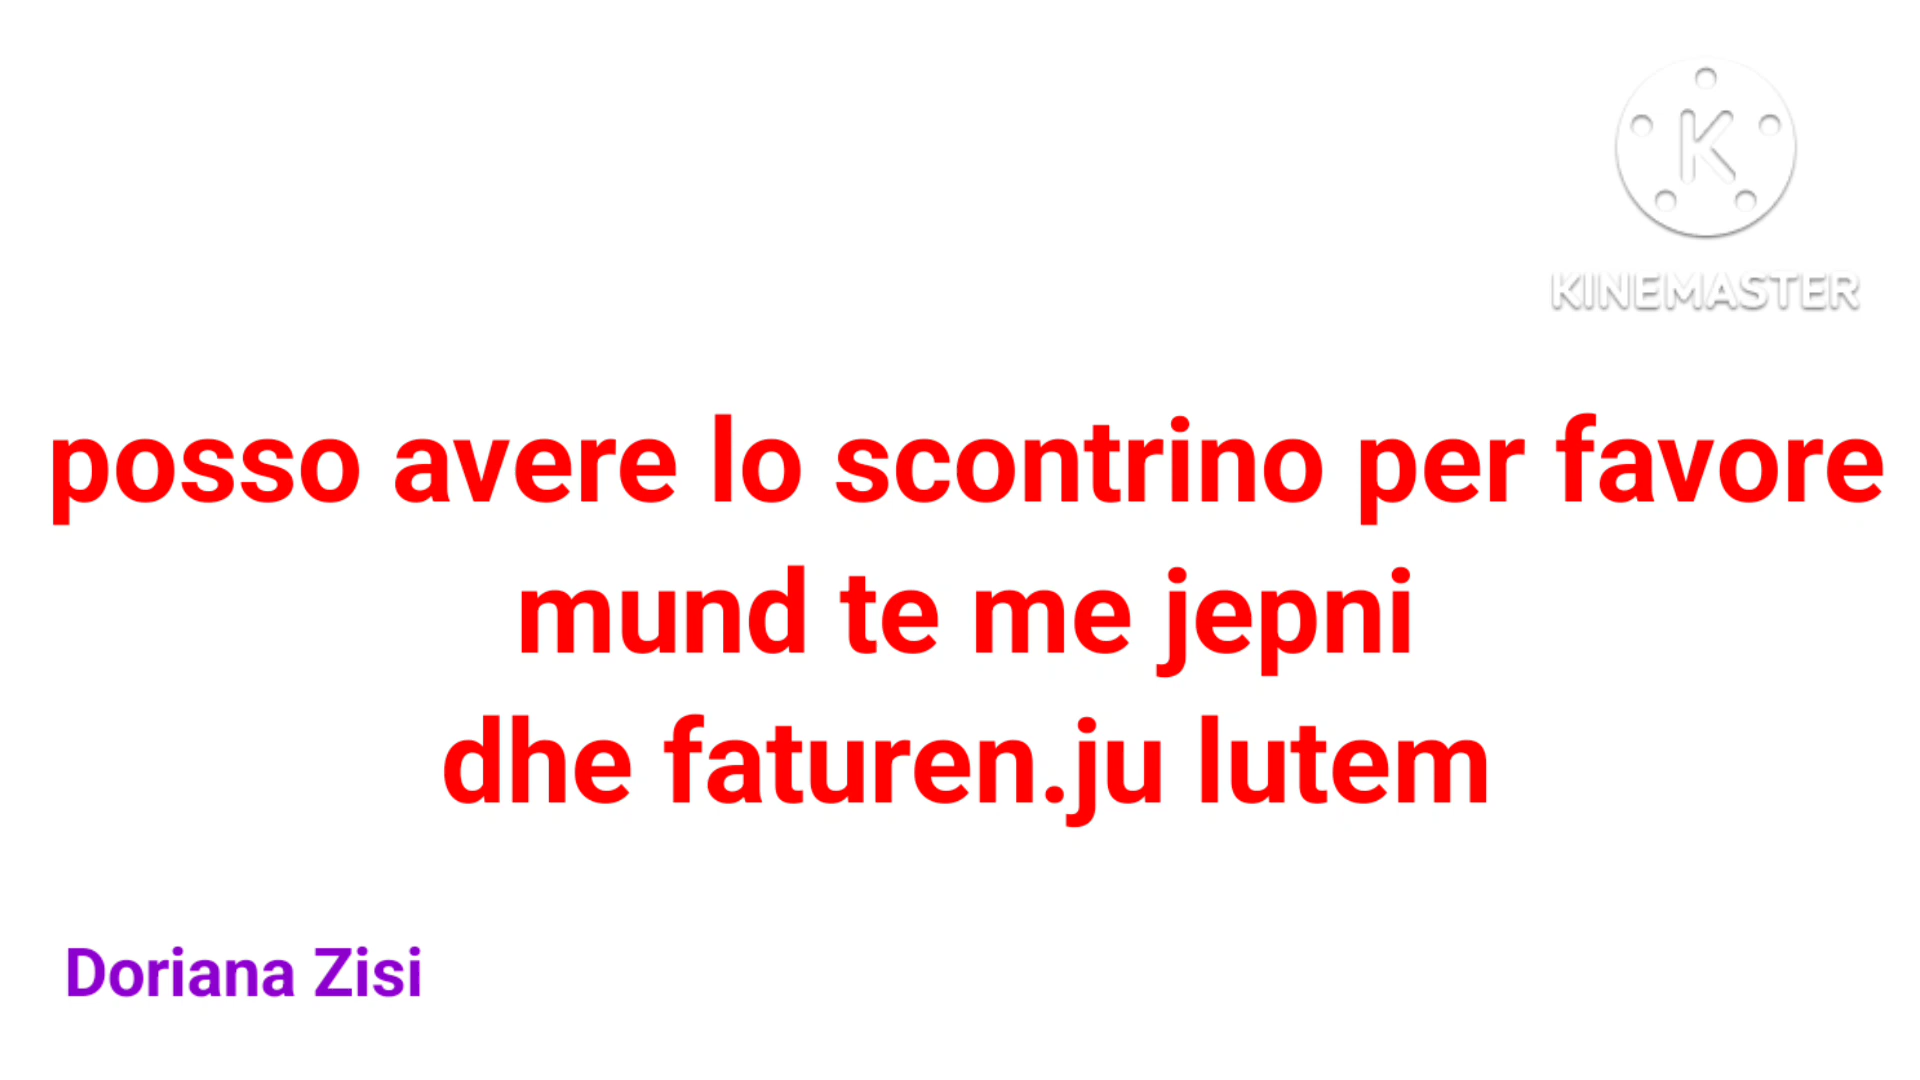 KINEMASTER
posso avere lo scontrino per favore
mund te me jepni
dhe faturen.ju lutem
Doriana Zisi